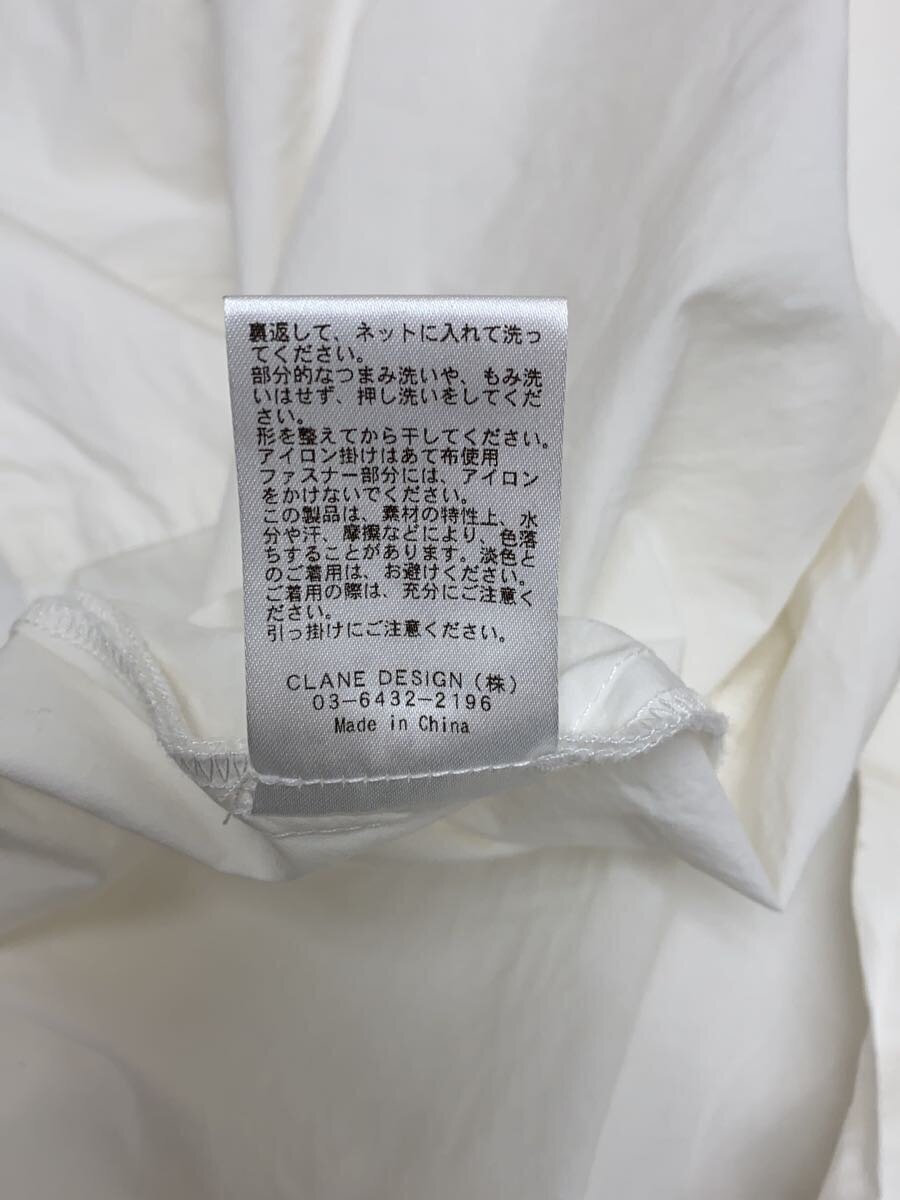 裏返して、ネットに入れて洗っ
てください。
部分的なつまみ洗いや、もみ洗
いはせず、押し洗いをしてくだ
さい。
形を整えてから干してください。
アイロン掛けはあて布使用
ファスナー部分には、アイロン
をかけないでください。
この製品は、素材の特性上、水
分や汗、摩擦などにより、色落
ちすることがあります。淡色と
のご着用は、お避けください。
ご着用の際は、充分にご注意く
ださい。
引っ掛けにご注意ください。
CLANE DESIGN (株)
03-6432-2196
Made in China